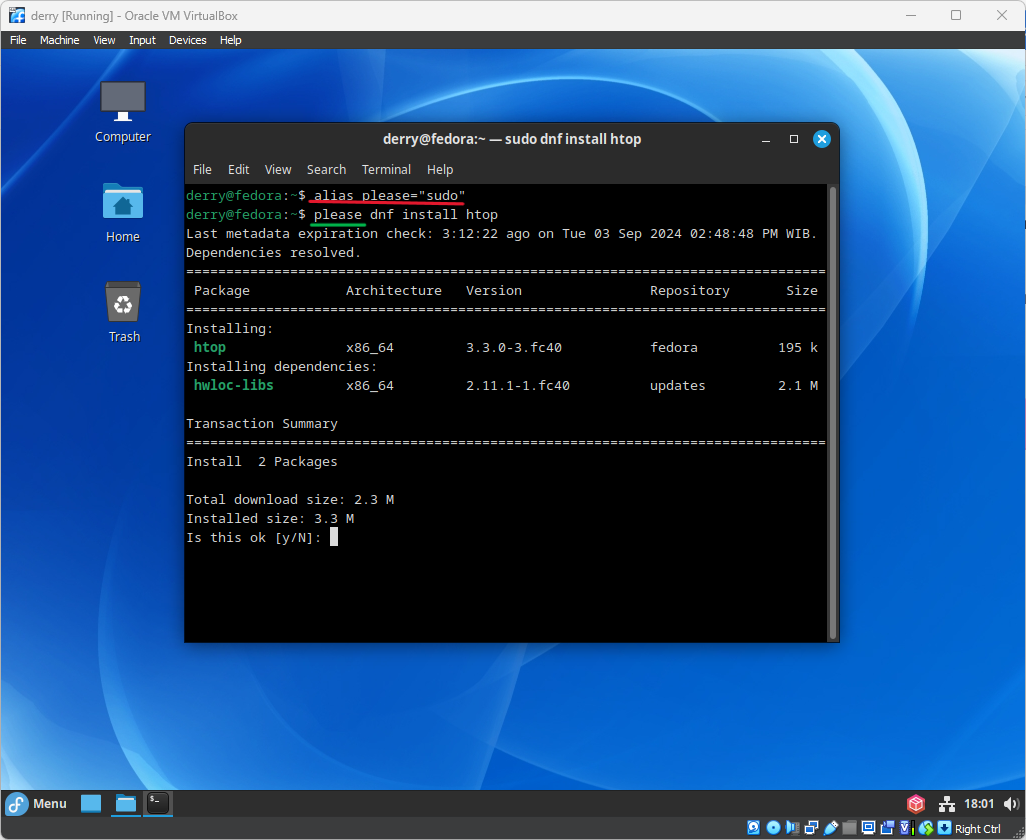 derry [Running] - Oracle VM VirtualBox
File Machine View Input Devices Help
Computer
Home
Trash
derry@fedora:~ — sudo dnf install htop
File Edit View Search Terminal Help
derry@fedora:~$ alias please="sudo"
derry@fedora:~$ please dnf install htop
Last metadata expiration check: 3:12:22 ago on Tue 03 Sep 2024 02:48:48 PM WIB.
Dependencies resolved.
================================================================================
Package Architecture Version Repository Size
================================================================================
Installing:
htop x86_64 3.3.0-3.fc40 fedora 195 k
Installing dependencies:
hwloc-libs x86_64 2.11.1-1.fc40 updates 2.1 M
Transaction Summary
================================================================================
Install 2 Packages
Total download size: 2.3 M
Installed size: 3.3 M
Is this ok [y/N]:
Menu
18:01
Right Ctrl